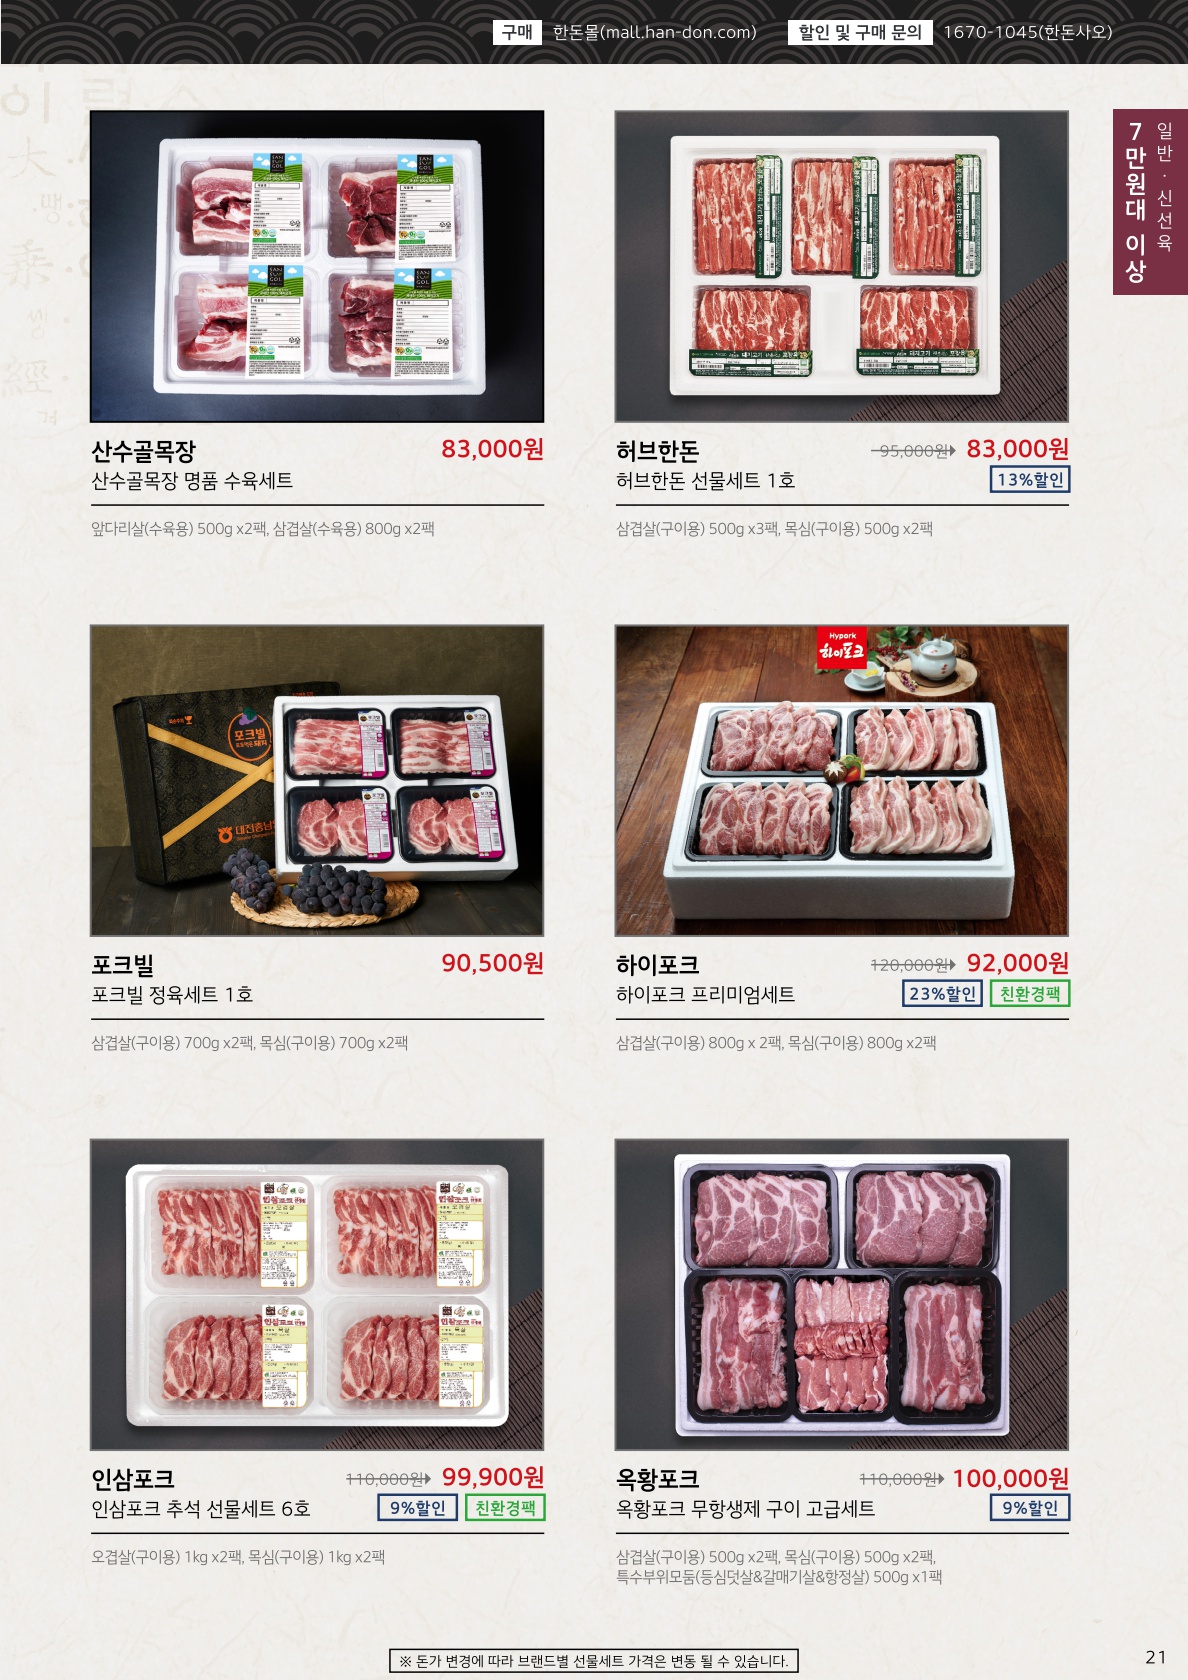 구매 한돈몰(mall.han-don.com) 할인 및 구매 문의 1670-1045(한돈사오)
일반 · 신선육
7만원대 이상
산수골목장 83,000원
산수골목장 명품 수육세트
앞다리살(수육용) 500g x2팩, 삼겹살(수육용) 800g x2팩
허브한돈 95,000원 83,000원
허브한돈 선물세트 1호 13%할인
삼겹살(구이용) 500g x3팩, 목심(구이용) 500g x2팩
포크빌
대전충남
포크빌 90,500원
포크빌 정육세트 1호
삼겹살(구이용) 700g x2팩, 목심(구이용) 700g x2팩
Hypork
하이포크
하이포크 120,000원 92,000원
하이포크 프리미엄세트 23%할인 친환경팩
삼겹살(구이용) 800g x 2팩, 목심(구이용) 800g x2팩
인삼포크 110,000원 99,900원
인삼포크 추석 선물세트 6호 9%할인 친환경팩
오겹살(구이용) 1kg x2팩, 목심(구이용) 1kg x2팩
옥황포크 110,000원 100,000원
옥황포크 무항생제 구이 고급세트 9%할인
삼겹살(구이용) 500g x2팩, 목심(구이용) 500g x2팩,
특수부위모둠(등심덧살&갈매기살&항정살) 500g x1팩
※ 돈가 변경에 따라 브랜드별 선물세트 가격은 변동 될 수 있습니다.
21